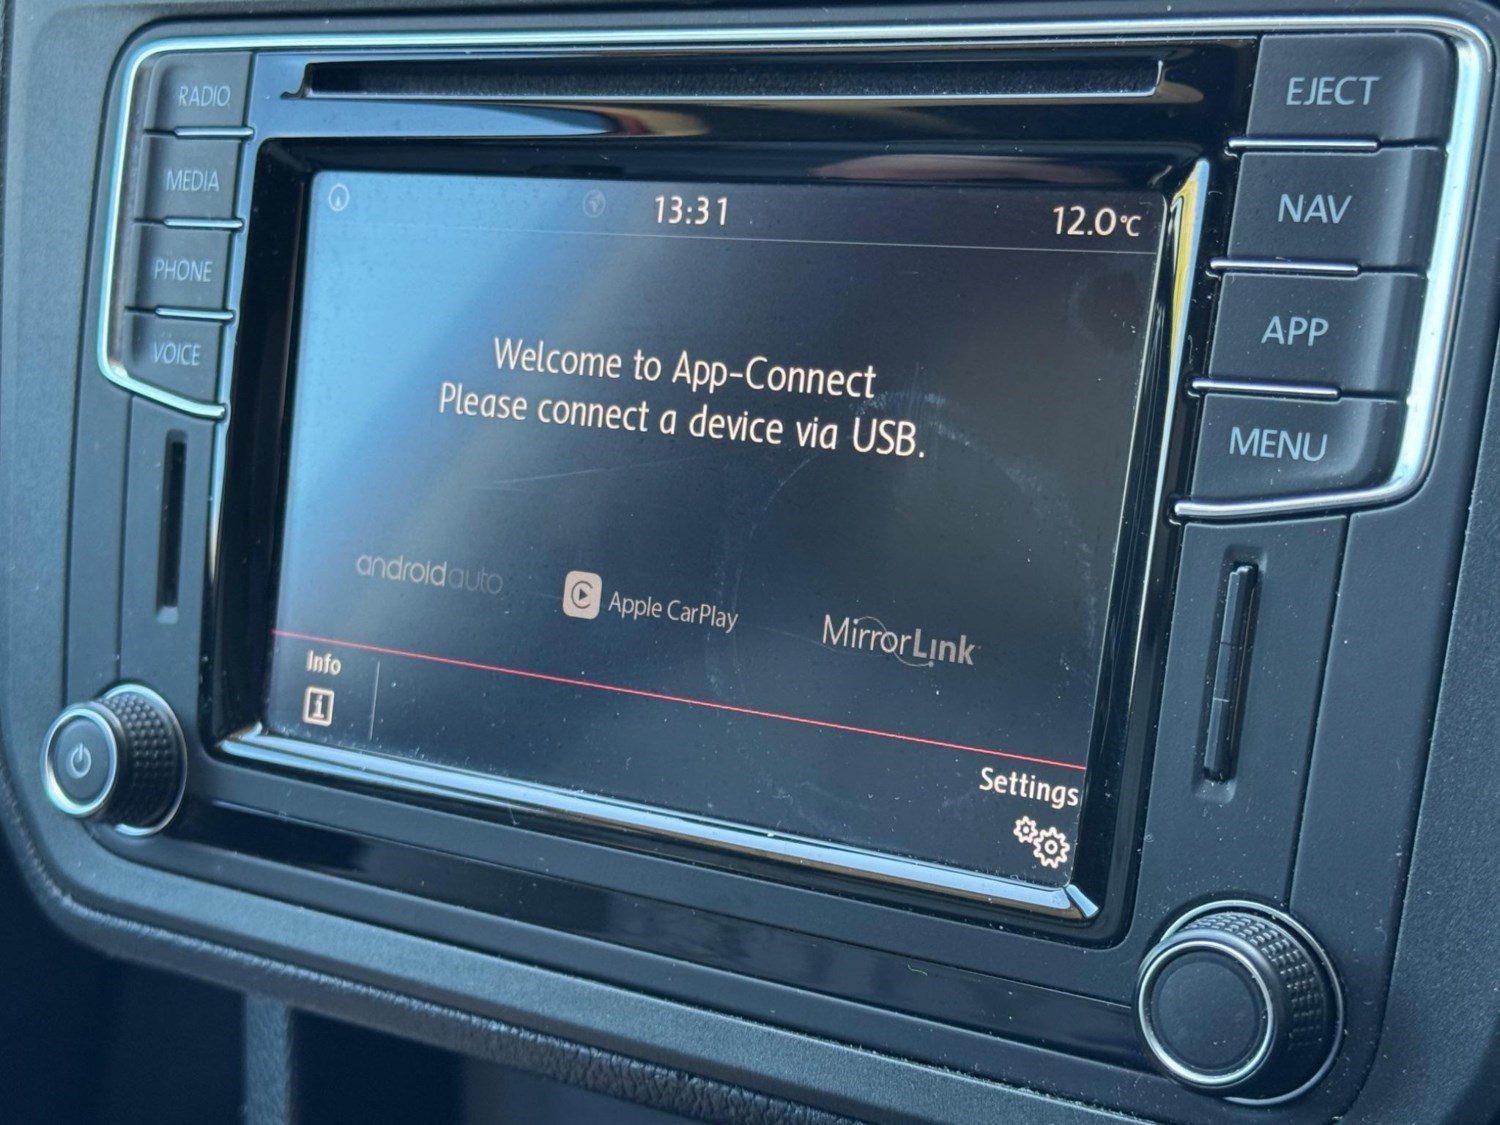 RADIO
MEDIA
PHONE
VOICE
13:31
12.0°C
Welcome to App-Connect
Please connect a device via USB.
androidauto
Apple CarPlay
MirrorLink
Info
i
Settings
EJECT
NAV
APP
MENU